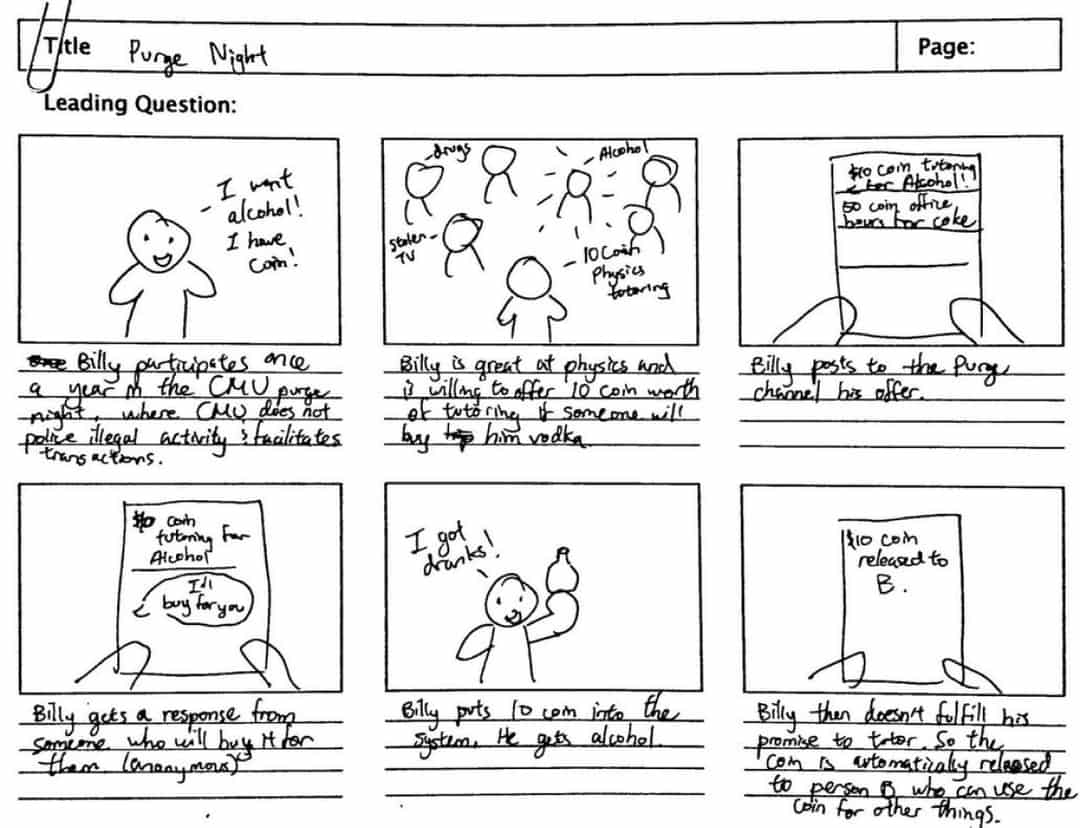 Title Purge Night
Page:
Leading Question:
I want
alcohol!
I have
coin!
Billy participates once
a year in the CMU purge
night, where CMU does not
police illegal activity & facilitates
transactions.
drugs
Alcohol
stolen
TV
10 Coin
Physics
tutoring
Billy is great at physics and
is willing to offer 10 coin worth
of tutoring if someone will
buy him vodka.
$10 coin tutoring
for Alcohol!
50 coin office
hours for coke
Billy posts to the Purge
channel his offer.
$10 coin
tutoring for
Alcohol
I'll
buy for you
Billy gets a response from
someone who will buy it for
them (anonymous)
I got
dranks!
Billy puts 10 coin into the
system. He gets alcohol.
$10 coin
released to
B.
Billy then doesn't fulfill his
promise to tutor. So the
coin is automatically released
to person B who can use the
coin for other things.